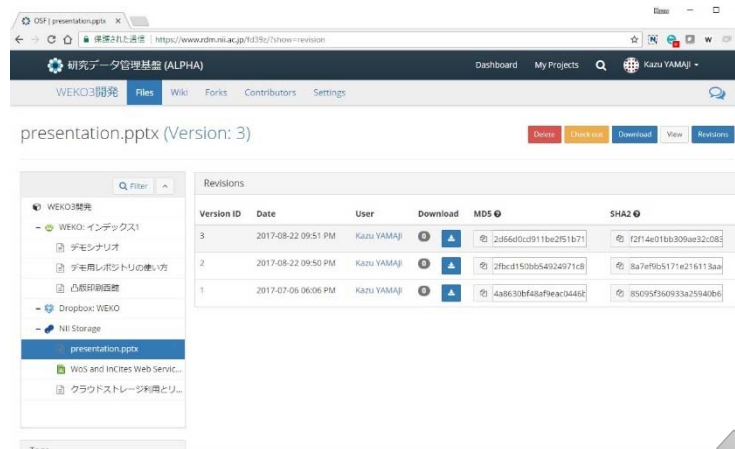 OSF | presentation.pptx
保護された通信 https://www.rdm.nii.ac.jp/fd39z/?show=revision
研究データ管理基盤 (ALPHA)
Dashboard My Projects Kazu YAMAJI
WEKO3開発 Files Wiki Forks Contributors Settings
presentation.pptx (Version: 3)
Delete Check out Download View Revisions
Filter
Revisions
Version ID Date User Download MD5 SHA2
3 2017-08-22 09:51 PM Kazu YAMAJI 0 2d66d0cd911be2f51b71 f2f14e01bb309ae32c083
2 2017-08-22 09:50 PM Kazu YAMAJI 0 2fbcd150bb54924971c8 8a7ef9b5171e216113aa
1 2017-07-06 06:06 PM Kazu YAMAJI 0 4a8630bf48af9eac0446b 85095f360933a25940b6
WEKO3開発
WEKO: インデックス1
デモシナリオ
デモ用レポジトリの使い方
凸版印刷百
Dropbox: WEKO
NII Storage
presentation.pptx
WoS and InCites Web Servic...
クラウドストレージ利用とリ...